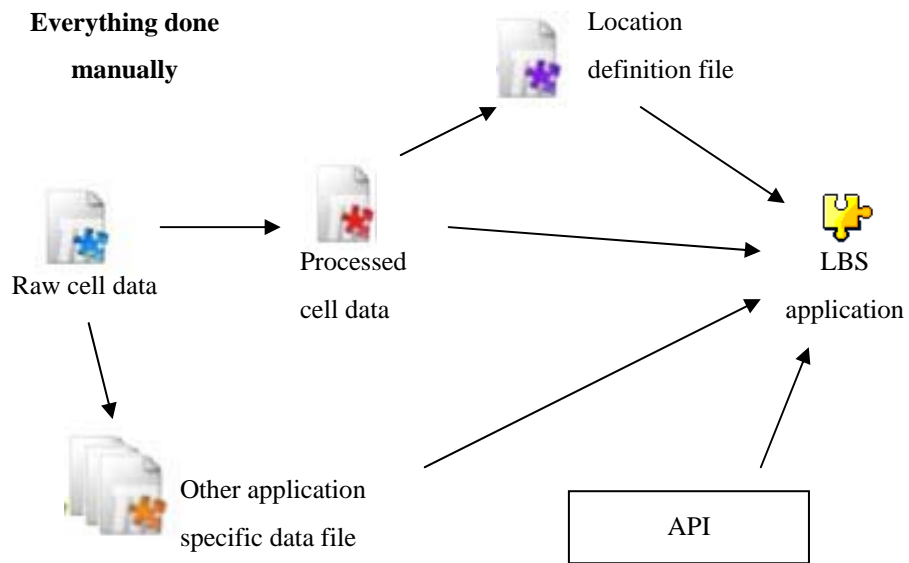 Everything done
manually
Location
definition file
Raw cell data
Processed
cell data
LBS
application
Other application
specific data file
API